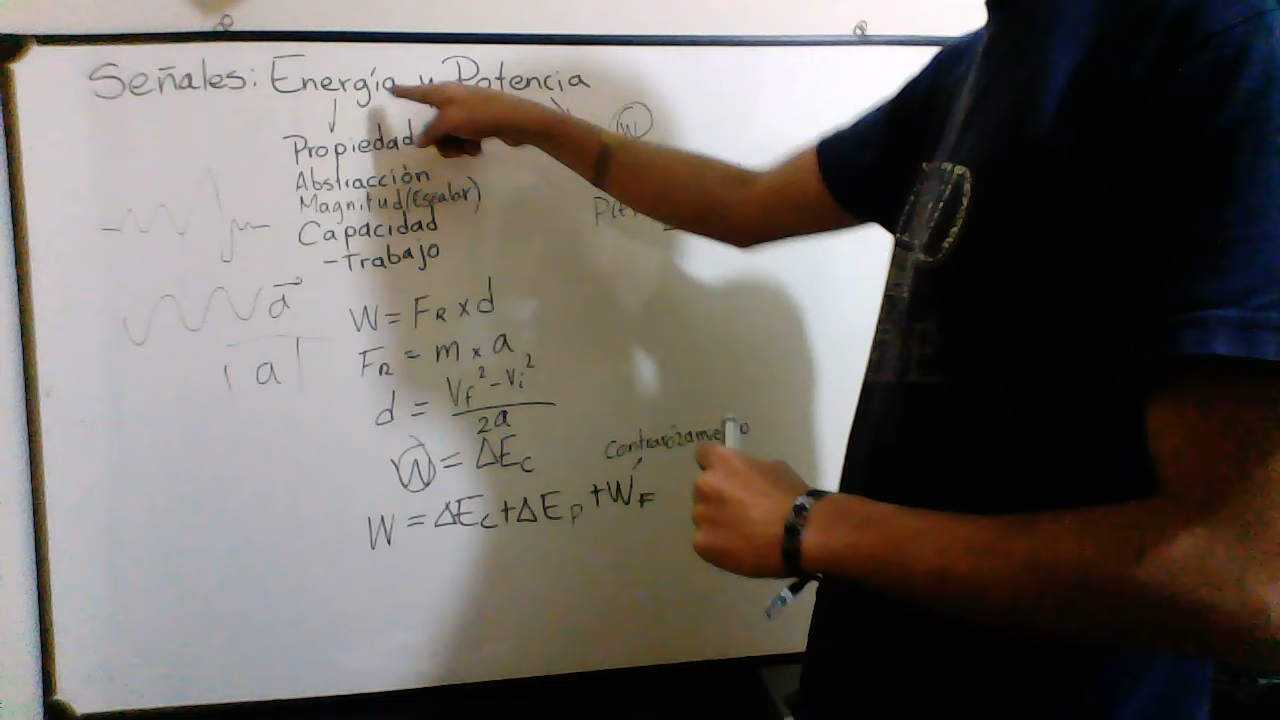 Señales: Energía y Potencia
Propiedad
Abstracción
Magnitud (Escalar)
Capacidad
- Trabajo
W
P(t)
a
|a|
W = FR x d
FR = m x a
d = Vf² - Vi² / 2a
W = ΔEc
W = ΔEc + ΔEp + WF